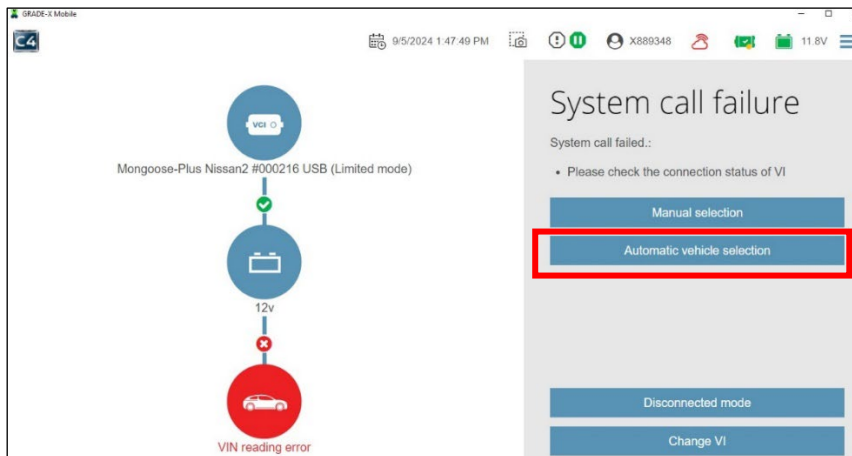 GRADE-X Mobile
C4
9/5/2024 1:47:49 PM
X889348
11.8V
VCI
Mongoose-Plus Nissan2 #000216 USB (Limited mode)
12v
VIN reading error
System call failure
System call failed.:
• Please check the connection status of VI
Manual selection
Automatic vehicle selection
Disconnected mode
Change VI